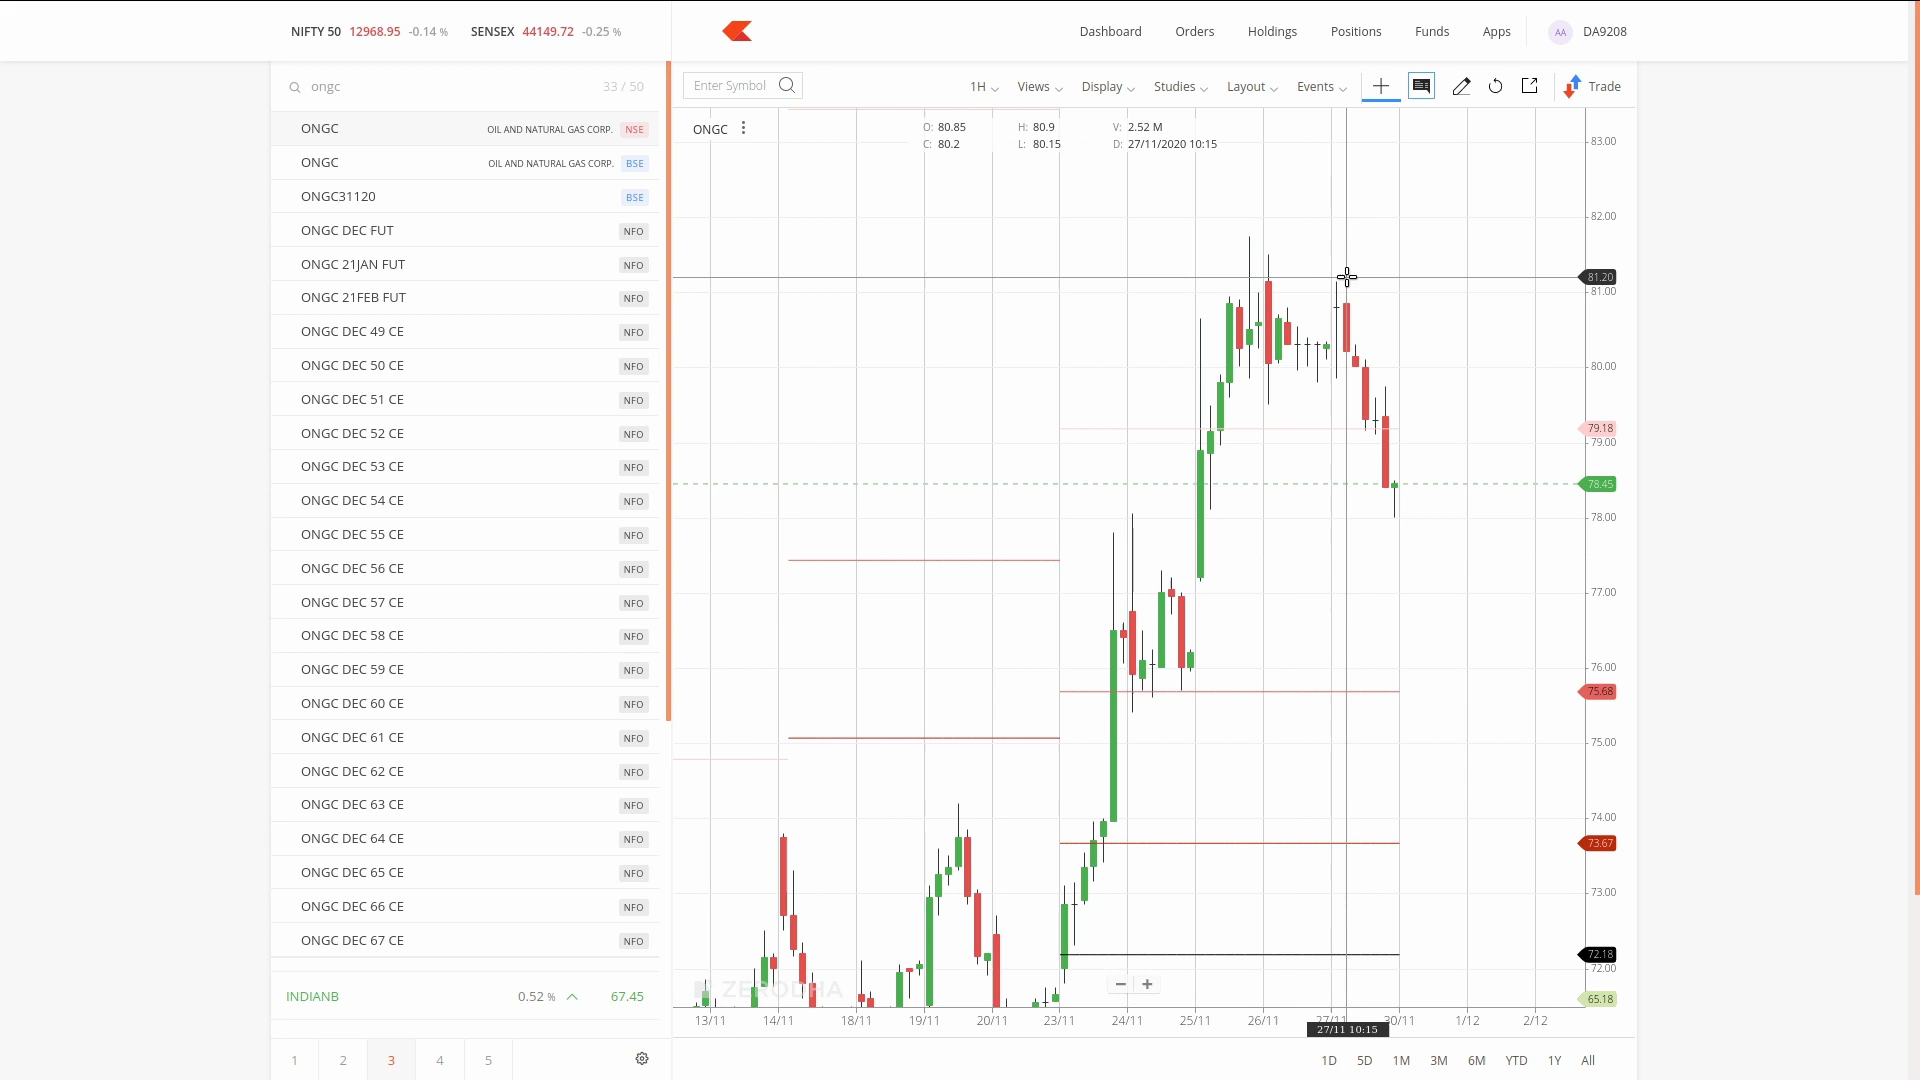 NIFTY 50 12968.95 -0.14 % SENSEX 44149.72 -0.25 %
Dashboard Orders Holdings Positions Funds Apps AA DA9208
ongc 33 / 50
Enter Symbol 1H Views Display Studies Layout Events Trade
ONGC OIL AND NATURAL GAS CORP. NSE
ONGC OIL AND NATURAL GAS CORP. BSE
ONGC31120 BSE
ONGC DEC FUT NFO
ONGC 21JAN FUT NFO
ONGC 21FEB FUT NFO
ONGC DEC 49 CE NFO
ONGC DEC 50 CE NFO
ONGC DEC 51 CE NFO
ONGC DEC 52 CE NFO
ONGC DEC 53 CE NFO
ONGC DEC 54 CE NFO
ONGC DEC 55 CE NFO
ONGC DEC 56 CE NFO
ONGC DEC 57 CE NFO
ONGC DEC 58 CE NFO
ONGC DEC 59 CE NFO
ONGC DEC 60 CE NFO
ONGC DEC 61 CE NFO
ONGC DEC 62 CE NFO
ONGC DEC 63 CE NFO
ONGC DEC 64 CE NFO
ONGC DEC 65 CE NFO
ONGC DEC 66 CE NFO
ONGC DEC 67 CE NFO
INDIANB 0.52 % 67.45
1 2 3 4 5
ONGC
O: 80.85 H: 80.9 V: 2.52 M
C: 80.2 L: 80.15 D: 27/11/2020 10:15
83.00
82.00
81.20
81.00
80.00
79.18
79.00
78.45
78.00
77.00
76.00
75.68
75.00
74.00
73.67
73.00
72.18
72.00
65.18
ZERODHA
− +
13/11 14/11 18/11 19/11 20/11 23/11 24/11 25/11 26/11 27/11 30/11 1/12 2/12
27/11 10:15
1D 5D 1M 3M 6M YTD 1Y All